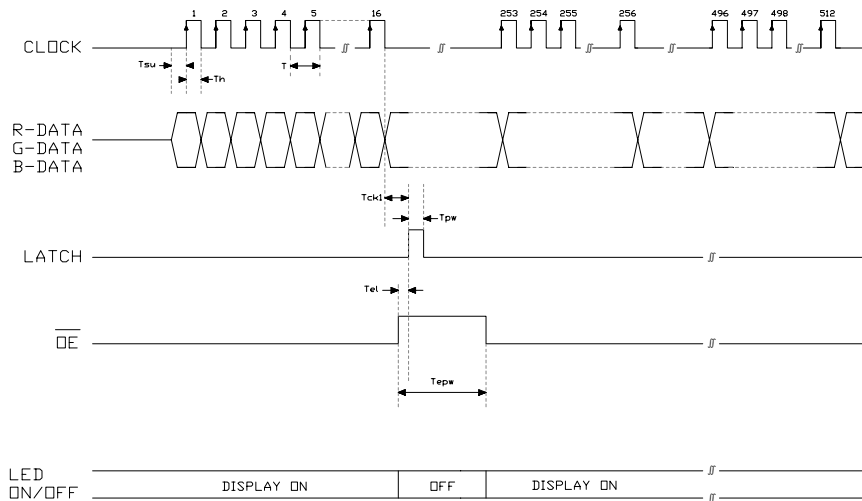 1 2 3 4 5 16 253 254 255 256 496 497 498 512
CLOCK
Tsu
Th
T
R-DATA
G-DATA
B-DATA
Tck1
Tpw
LATCH
Tel
OE
Tepw
LED
ON/OFF
DISPLAY ON
OFF
DISPLAY ON